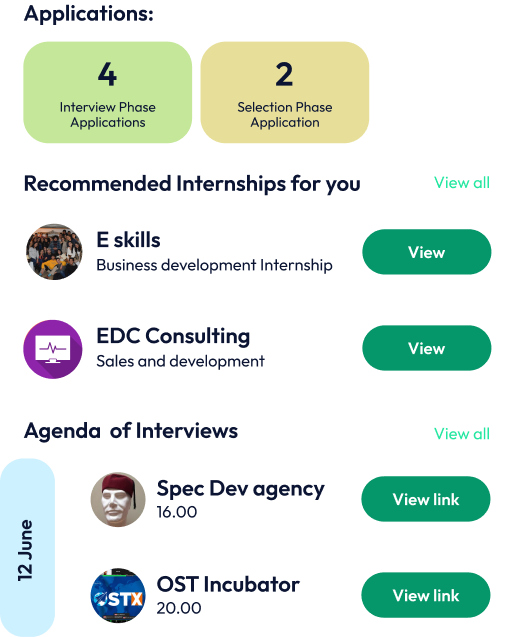 Applications:
4
Interview Phase
Applications
2
Selection Phase
Application
Recommended Internships for you
View all
E skills
Business development Internship
View
EDC Consulting
Sales and development
View
Agenda of Interviews
View all
12 June
Spec Dev agency
16.00
View link
OSTX
OST Incubator
20.00
View link